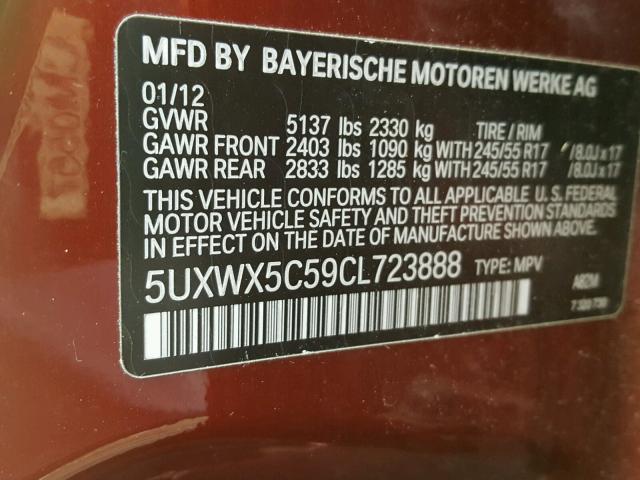 MFD BY BAYERISCHE MOTOREN WERKE AG
01/12
GVWR 5137 lbs 2330 kg TIRE / RIM
GAWR FRONT 2403 lbs 1090 kg WITH 245/55 R17 /8.0J x 17
GAWR REAR 2833 lbs 1285 kg WITH 245/55 R17 /8.0J x 17
THIS VEHICLE CONFORMS TO ALL APPLICABLE U. S. FEDERAL
MOTOR VEHICLE SAFETY AND THEFT PREVENTION STANDARDS
IN EFFECT ON THE DATE OF MANUFACTURE SHOWN ABOVE.
5UXWX5C59CL723888 TYPE: MPV